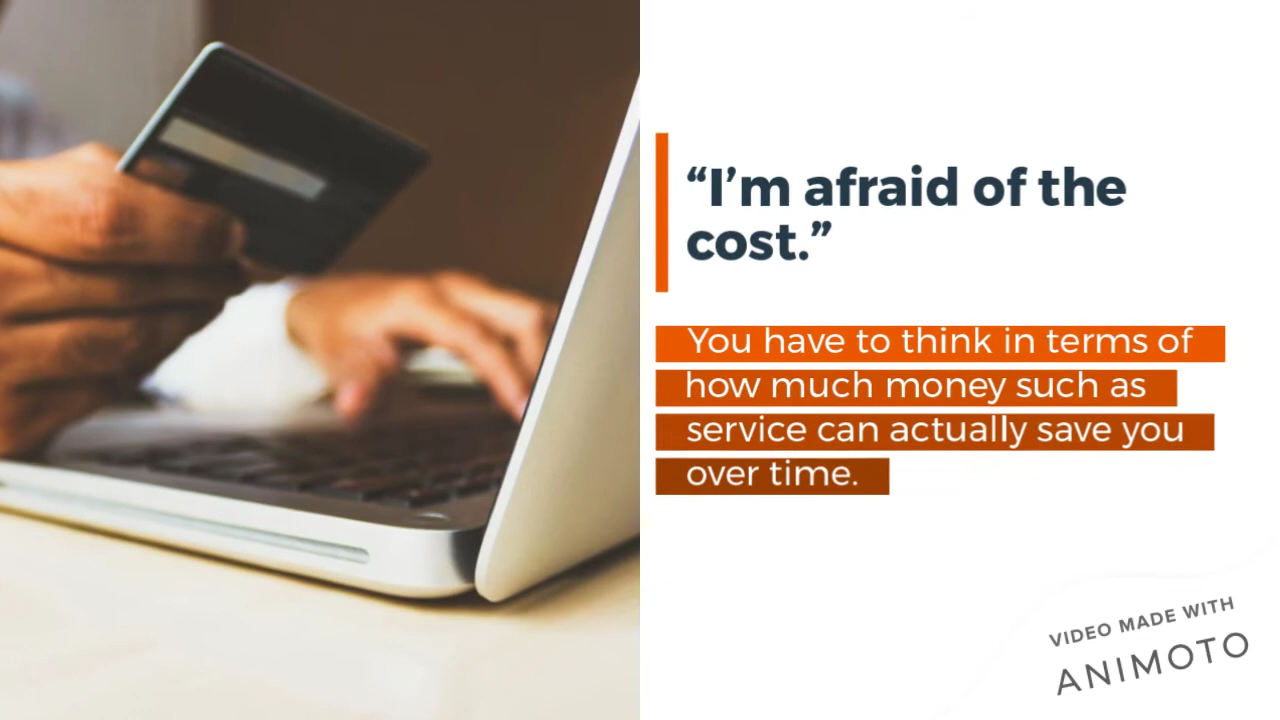 “I’m afraid of the
cost.”
You have to think in terms of
how much money such as
service can actually save you
over time.
VIDEO MADE WITH
ANIMOTO